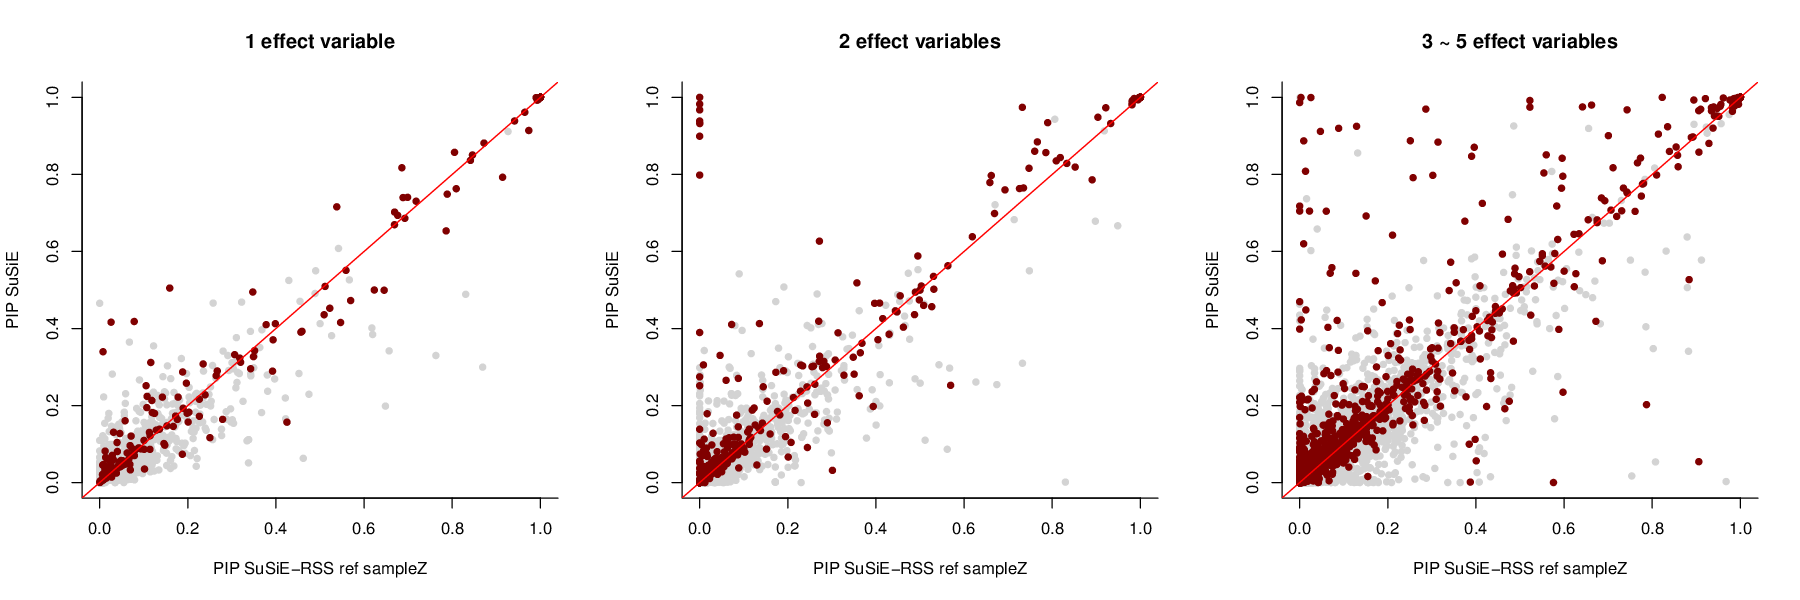 1 effect variable
PIP SuSiE
1.0
0.8
0.6
0.4
0.2
0.0
0.0 0.2 0.4 0.6 0.8 1.0
PIP SuSiE−RSS ref sampleZ
2 effect variables
PIP SuSiE
1.0
0.8
0.6
0.4
0.2
0.0
0.0 0.2 0.4 0.6 0.8 1.0
PIP SuSiE−RSS ref sampleZ
3 ~ 5 effect variables
PIP SuSiE
1.0
0.8
0.6
0.4
0.2
0.0
0.0 0.2 0.4 0.6 0.8 1.0
PIP SuSiE−RSS ref sampleZ